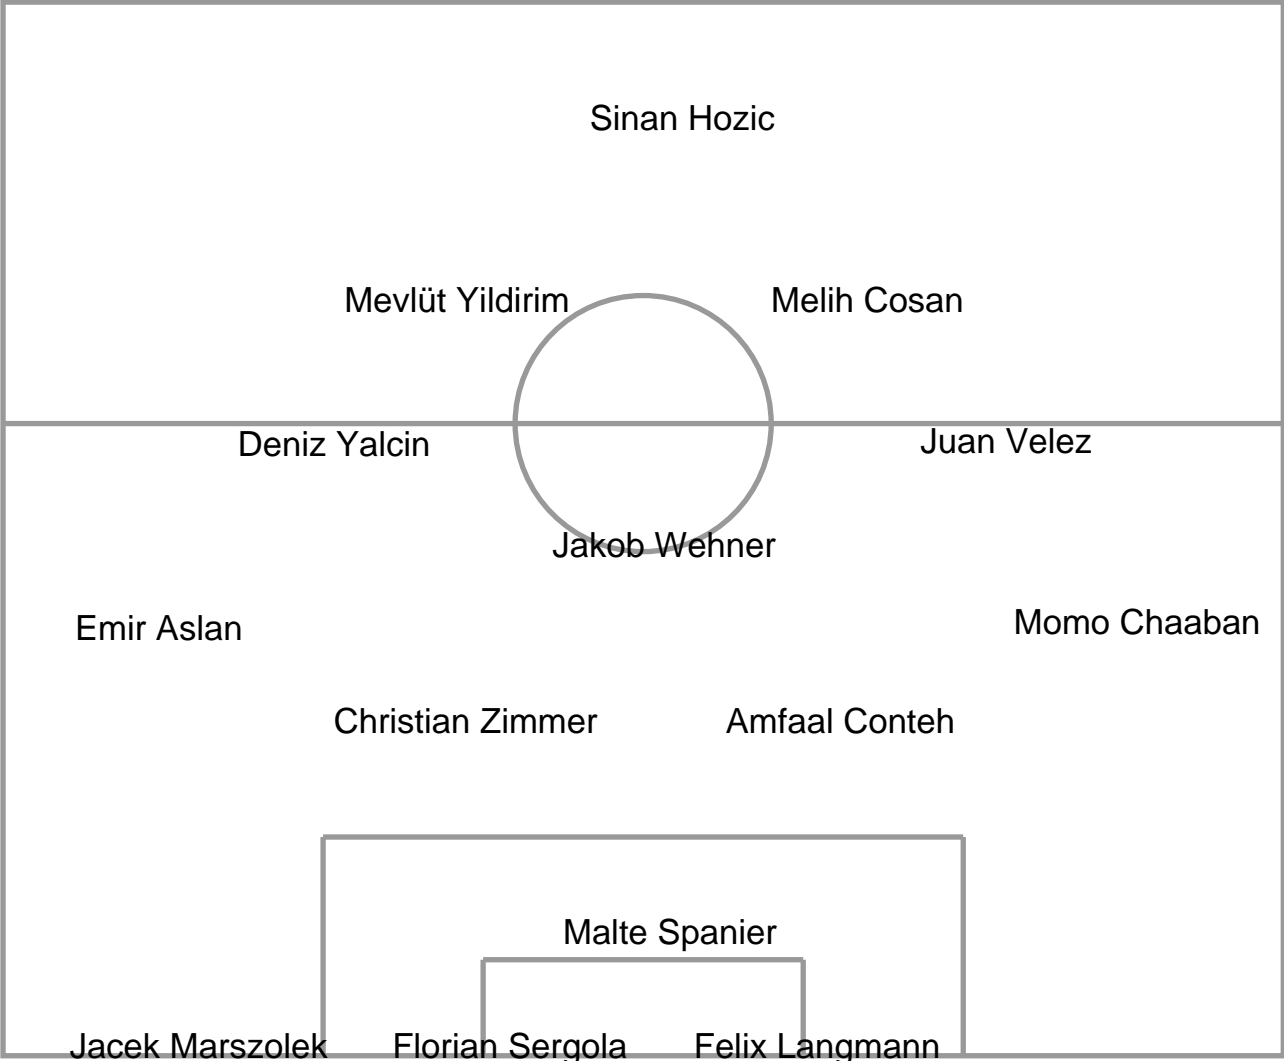 Sinan Hozic
Mevlüt Yildirim
Melih Cosan
Deniz Yalcin
Juan Velez
Jakob Wehner
Emir Aslan
Momo Chaaban
Christian Zimmer
Amfaal Conteh
Malte Spanier
Jacek Marszolek
Florian Sergola
Felix Langmann